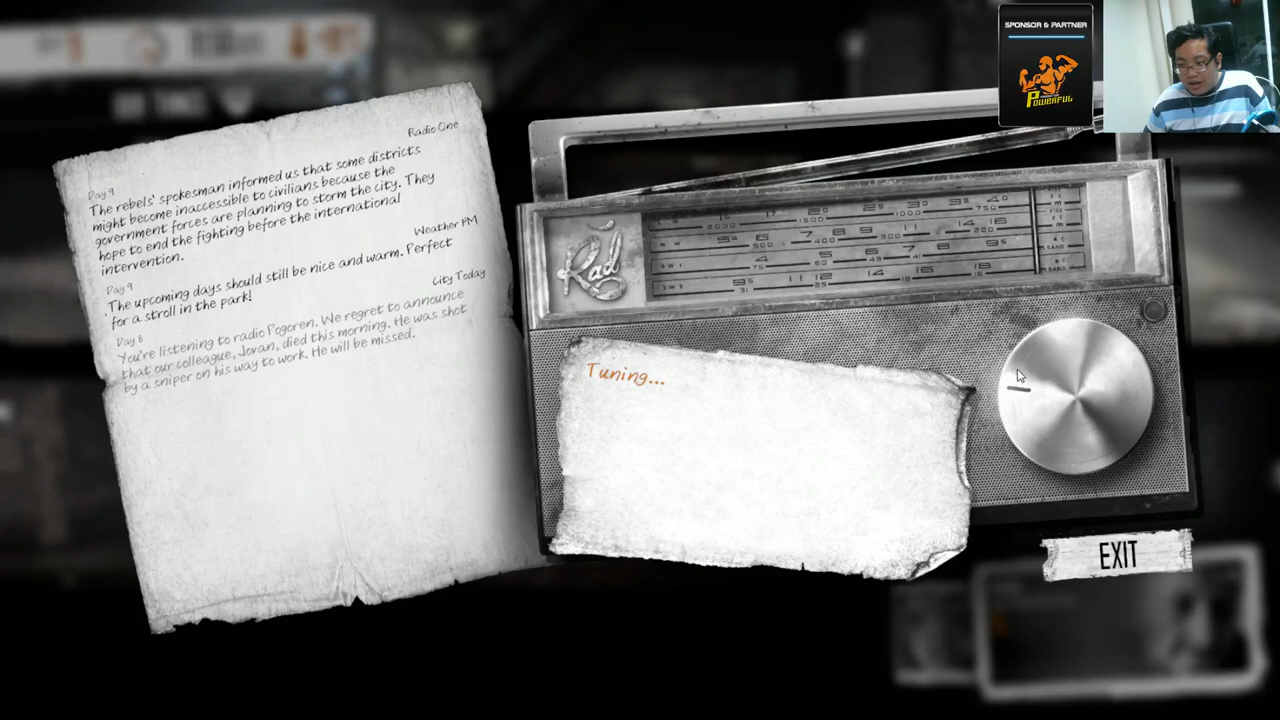 SPONSOR & PARTNER
POWERFUL
Radio One
Day 9
The rebels' spokesman informed us that some districts
might become inaccessible to civilians because the
government forces are planning to storm the city. They
hope to end the fighting before the international
intervention.
Weather FM
Day 9
The upcoming days should still be nice and warm. Perfect
for a stroll in the park!
City Today
Day 8
You're listening to radio Pogoren. We regret to announce
that our colleague, Jovan, died this morning. He was shot
by a sniper on his way to work. He will be missed.
Rad
Tuning...
EXIT